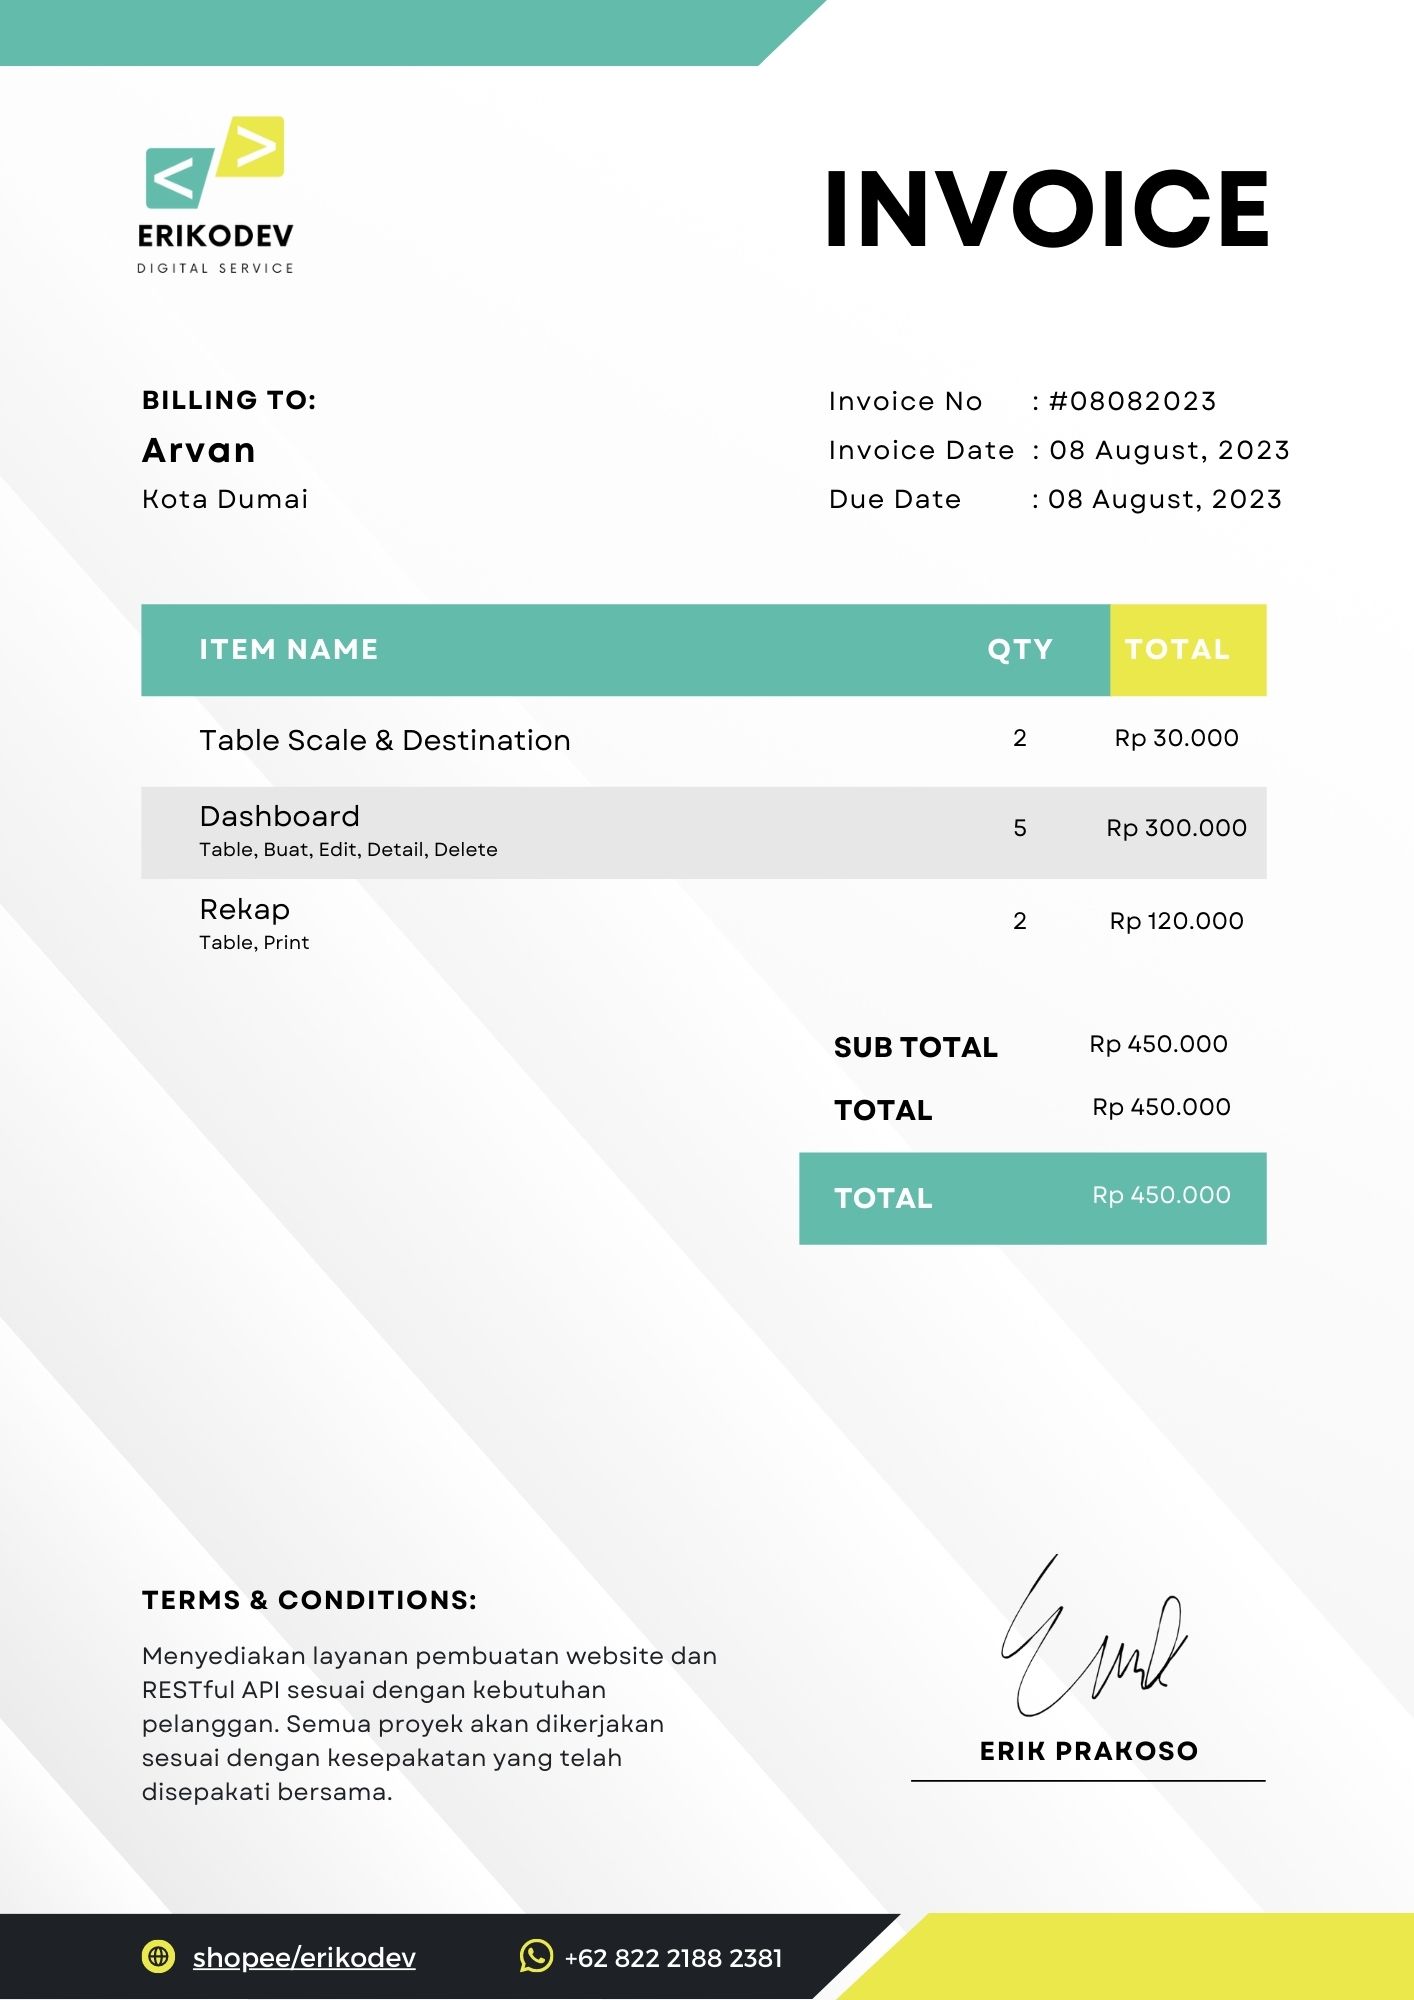 ERIKODEV
DIGITAL SERVICE
INVOICE
BILLING TO:
Arvan
Kota Dumai
Invoice No : #08082023
Invoice Date : 08 August, 2023
Due Date : 08 August, 2023
ITEM NAME QTY TOTAL
Table Scale & Destination 2 Rp 30.000
Dashboard 5 Rp 300.000
Table, Buat, Edit, Detail, Delete
Rekap 2 Rp 120.000
Table, Print
SUB TOTAL Rp 450.000
TOTAL Rp 450.000
TOTAL Rp 450.000
TERMS & CONDITIONS:
Menyediakan layanan pembuatan website dan
RESTful API sesuai dengan kebutuhan
pelanggan. Semua proyek akan dikerjakan
sesuai dengan kesepakatan yang telah
disepakati bersama.
ERIK PRAKOSO
shopee/erikodev +62 822 2188 2381